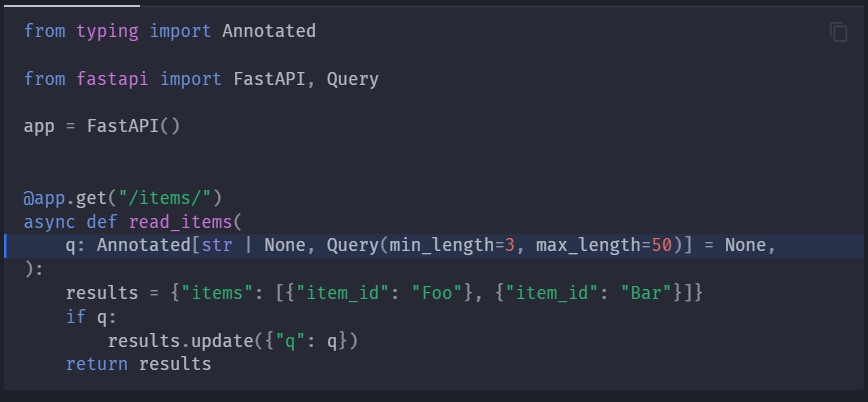 from typing import Annotated
from fastapi import FastAPI, Query
app = FastAPI()
@app.get("/items/")
async def read_items(
    q: Annotated[str | None, Query(min_length=3, max_length=50)] = None,
):
    results = {"items": [{"item_id": "Foo"}, {"item_id": "Bar"}]}
    if q:
        results.update({"q": q})
    return results